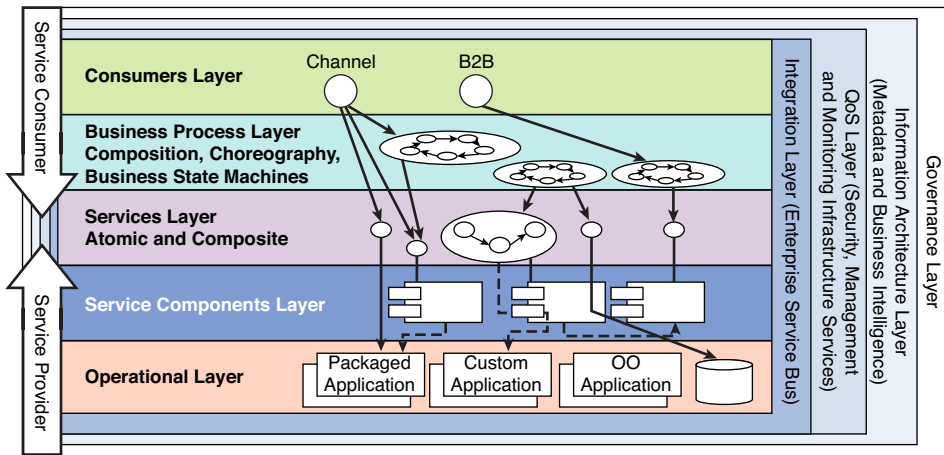 Service Consumer
Service Provider
Consumers Layer
Channel
B2B
Business Process Layer
Composition, Choreography,
Business State Machines
Services Layer
Atomic and Composite
Service Components Layer
Operational Layer
Packaged
Application
Custom
Application
OO
Application
Integration Layer (Enterprise Service Bus)
QoS Layer (Security, Management
and Monitoring Infrastructure Services)
Information Architecture Layer
(Metadata and Business Intelligence)
Governance Layer